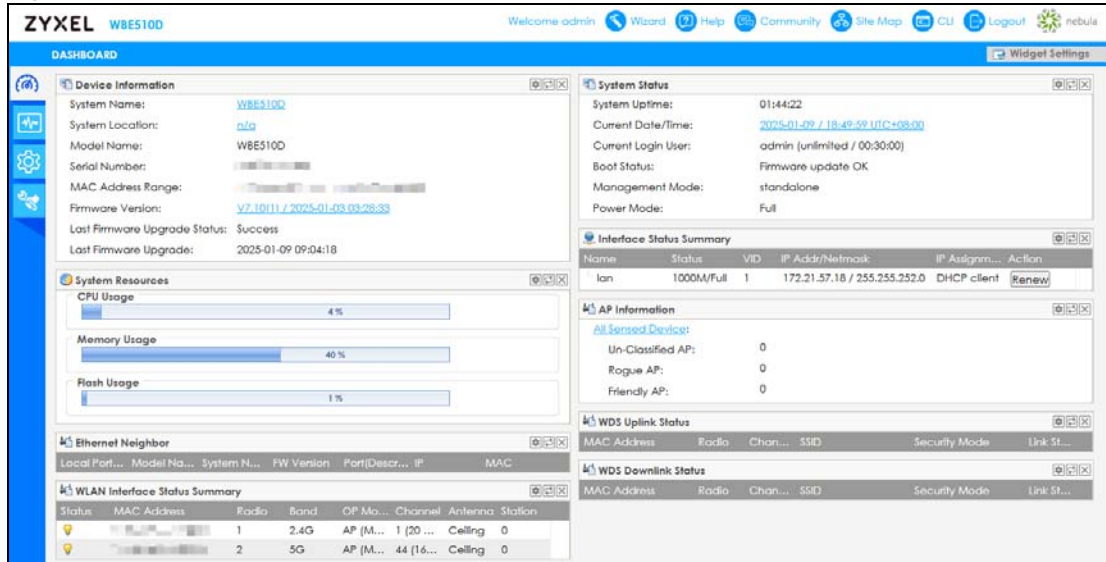 ZYXEL WBE510D
Welcome admin Wizard Help Community Site Map CLI Logout nebula
DASHBOARD
Widget Settings
Device Information
System Name: WBE510D
System Location: n/a
Model Name: WBE510D
Serial Number:
MAC Address Range:
Firmware Version: V7.10(1) / 2025-01-03 03:28:33
Last Firmware Upgrade Status: Success
Last Firmware Upgrade: 2025-01-09 09:04:18
System Resources
CPU Usage
4 %
Memory Usage
40 %
Flash Usage
1 %
Ethernet Neighbor
Local Port... Model Na... System N... FW Version Port(Descr... IP MAC
WLAN Interface Status Summary
Status MAC Address Radio Band OP Mo... Channel Antenna Station
1 2.4G AP (M... 1 (20 ... Ceiling 0
2 5G AP (M... 44 (16... Ceiling 0
System Status
System Uptime: 01:44:22
Current Date/Time: 2025-01-09 / 18:49:59 UTC+08:00
Current Login User: admin (unlimited / 00:30:00)
Boot Status: Firmware update OK
Management Mode: standalone
Power Mode: Full
Interface Status Summary
Name Status VID IP Addr/Netmask IP Assignm... Action
lan 1000M/Full 1 172.21.57.18 / 255.255.252.0 DHCP client Renew
AP Information
All Sensed Device:
Un-Classified AP: 0
Rogue AP: 0
Friendly AP: 0
WDS Uplink Status
MAC Address Radio Chan... SSID Security Mode Link St...
WDS Downlink Status
MAC Address Radio Chan... SSID Security Mode Link St...